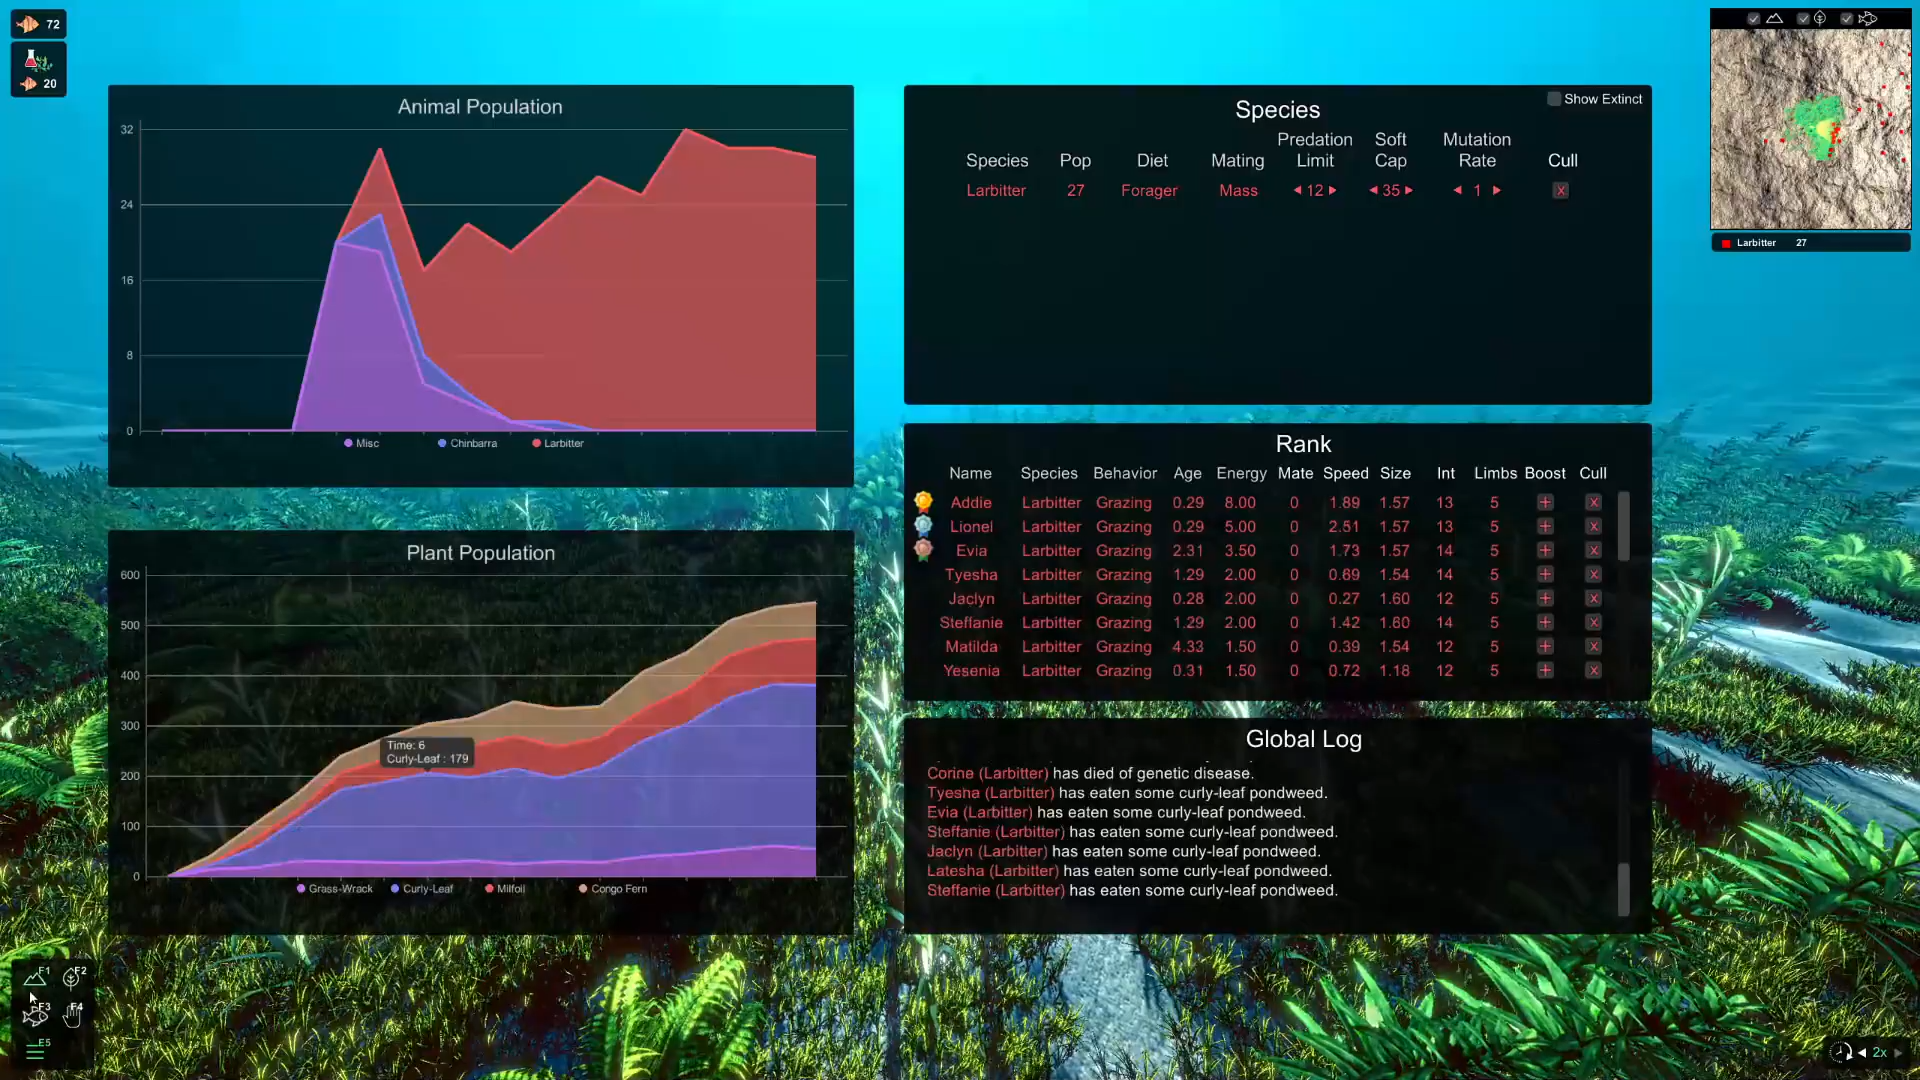 72
20
Animal Population
32
24
16
8
0
Misc Chinbarra Larbitter
Plant Population
600
500
400
300
200
100
0
Time: 6
Curly-Leaf : 179
Grass-Wrack Curly-Leaf Milfoil Congo Fern
Species
Show Extinct
Species Pop Diet Mating Predation Limit Soft Cap Mutation Rate Cull
Larbitter 27 Forager Mass 12 35 1 X
Rank
Name Species Behavior Age Energy Mate Speed Size Int Limbs Boost Cull
Addie Larbitter Grazing 0.29 8.00 0 1.89 1.57 13 5 + X
Lionel Larbitter Grazing 0.29 5.00 0 2.51 1.57 13 5 + X
Evia Larbitter Grazing 2.31 3.50 0 1.73 1.57 14 5 + X
Tyesha Larbitter Grazing 1.29 2.00 0 0.69 1.54 14 5 + X
Jaclyn Larbitter Grazing 0.28 2.00 0 0.27 1.60 12 5 + X
Steffanie Larbitter Grazing 1.29 2.00 0 1.42 1.60 14 5 + X
Matilda Larbitter Grazing 4.33 1.50 0 0.39 1.54 12 5 + X
Yesenia Larbitter Grazing 0.31 1.50 0 0.72 1.18 12 5 + X
Global Log
Corine (Larbitter) has died of genetic disease.
Tyesha (Larbitter) has eaten some curly-leaf pondweed.
Evia (Larbitter) has eaten some curly-leaf pondweed.
Steffanie (Larbitter) has eaten some curly-leaf pondweed.
Jaclyn (Larbitter) has eaten some curly-leaf pondweed.
Latesha (Larbitter) has eaten some curly-leaf pondweed.
Steffanie (Larbitter) has eaten some curly-leaf pondweed.
Larbitter 27
F1 F2
F3 F4
F5
2x